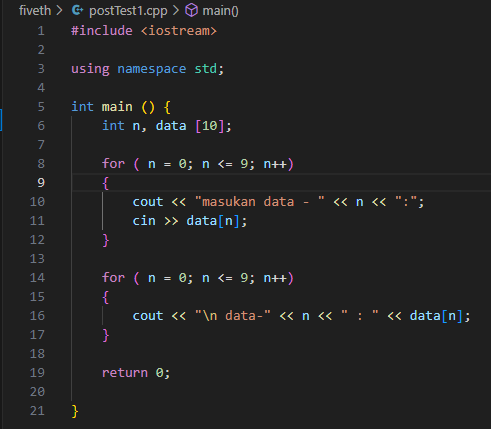 fiveth > postTest1.cpp > main()
1 #include <iostream>
2
3 using namespace std;
4
5 int main () {
6     int n, data [10];
7
8     for ( n = 0; n <= 9; n++)
9     {
10         cout << "masukan data - " << n << ":";
11         cin >> data[n];
12     }
13
14     for ( n = 0; n <= 9; n++)
15     {
16         cout << "\n data-" << n << " : " << data[n];
17     }
18
19     return 0;
20
21 }